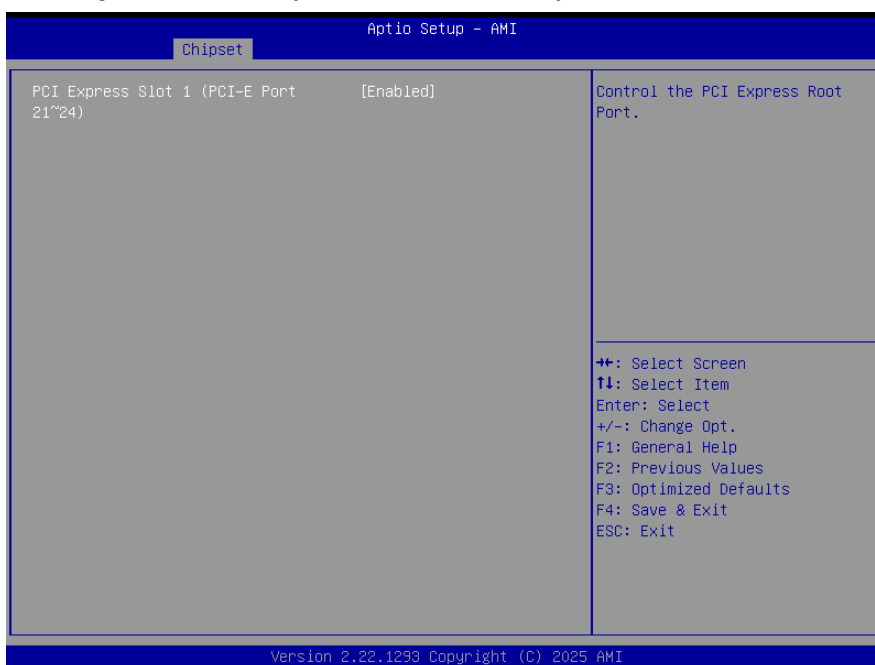 Aptio Setup – AMI
Chipset
PCI Express Slot 1 (PCI-E Port [Enabled]
21~24)
Control the PCI Express Root
Port.
→←: Select Screen
↑↓: Select Item
Enter: Select
+/-: Change Opt.
F1: General Help
F2: Previous Values
F3: Optimized Defaults
F4: Save & Exit
ESC: Exit
Version 2.22.1293 Copyright (C) 2025 AMI